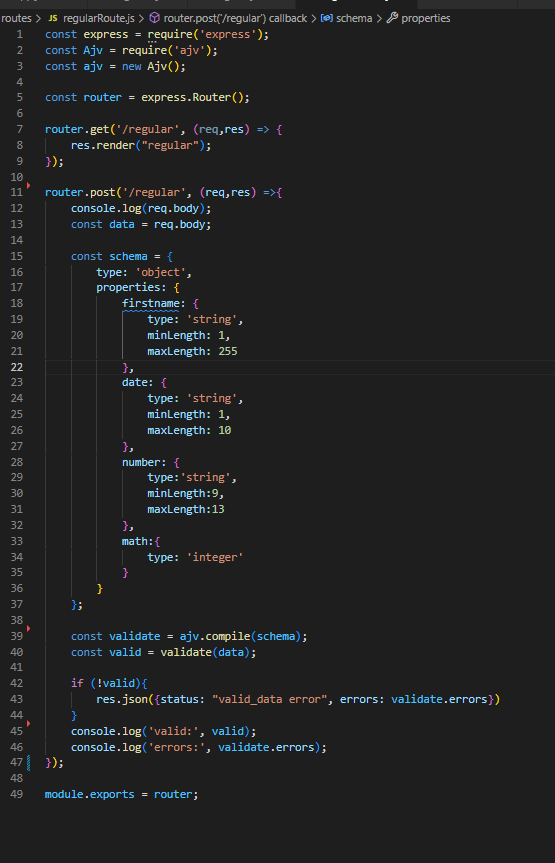 routes > JS regularRoute.js > router.post('/regular') callback > schema > properties
1 const express = require('express');
2 const Ajv = require('ajv');
3 const ajv = new Ajv();
4
5 const router = express.Router();
6
7 router.get('/regular', (req,res) => {
8 res.render("regular");
9 });
10
11 router.post('/regular', (req,res) =>{
12 console.log(req.body);
13 const data = req.body;
14
15 const schema = {
16 type: 'object',
17 properties: {
18 firstname: {
19 type: 'string',
20 minLength: 1,
21 maxLength: 255
22 },
23 date: {
24 type: 'string',
25 minLength: 1,
26 maxLength: 10
27 },
28 number: {
29 type:'string',
30 minLength:9,
31 maxLength:13
32 },
33 math:{
34 type: 'integer'
35 }
36 }
37 };
38
39 const validate = ajv.compile(schema);
40 const valid = validate(data);
41
42 if (!valid){
43 res.json({status: "valid_data error", errors: validate.errors})
44 }
45 console.log('valid:', valid);
46 console.log('errors:', validate.errors);
47 });
48
49 module.exports = router;